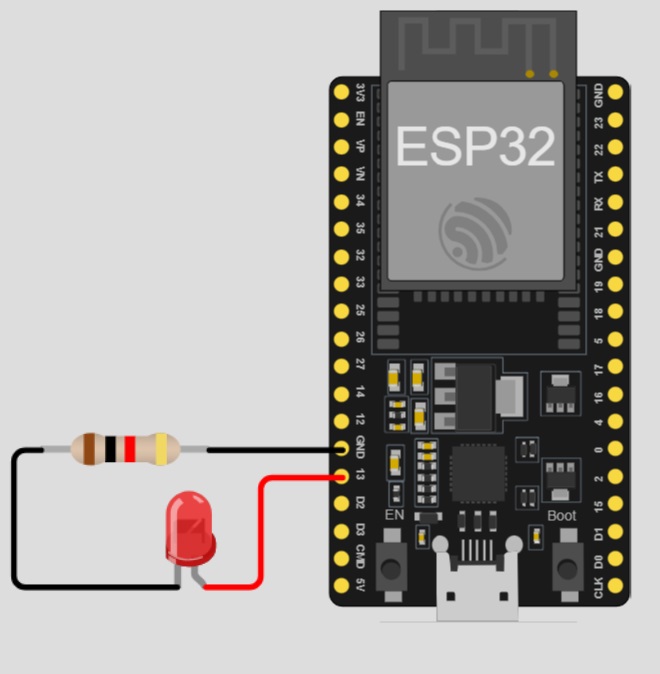 ESP32
3V3
EN
VP
VN
34
35
32
33
25
26
27
14
12
GND
13
D2
D3
CMD
5V
GND
23
22
TX
RX
21
GND
19
18
5
17
16
4
0
2
15
D1
D0
CLK
EN
Boot